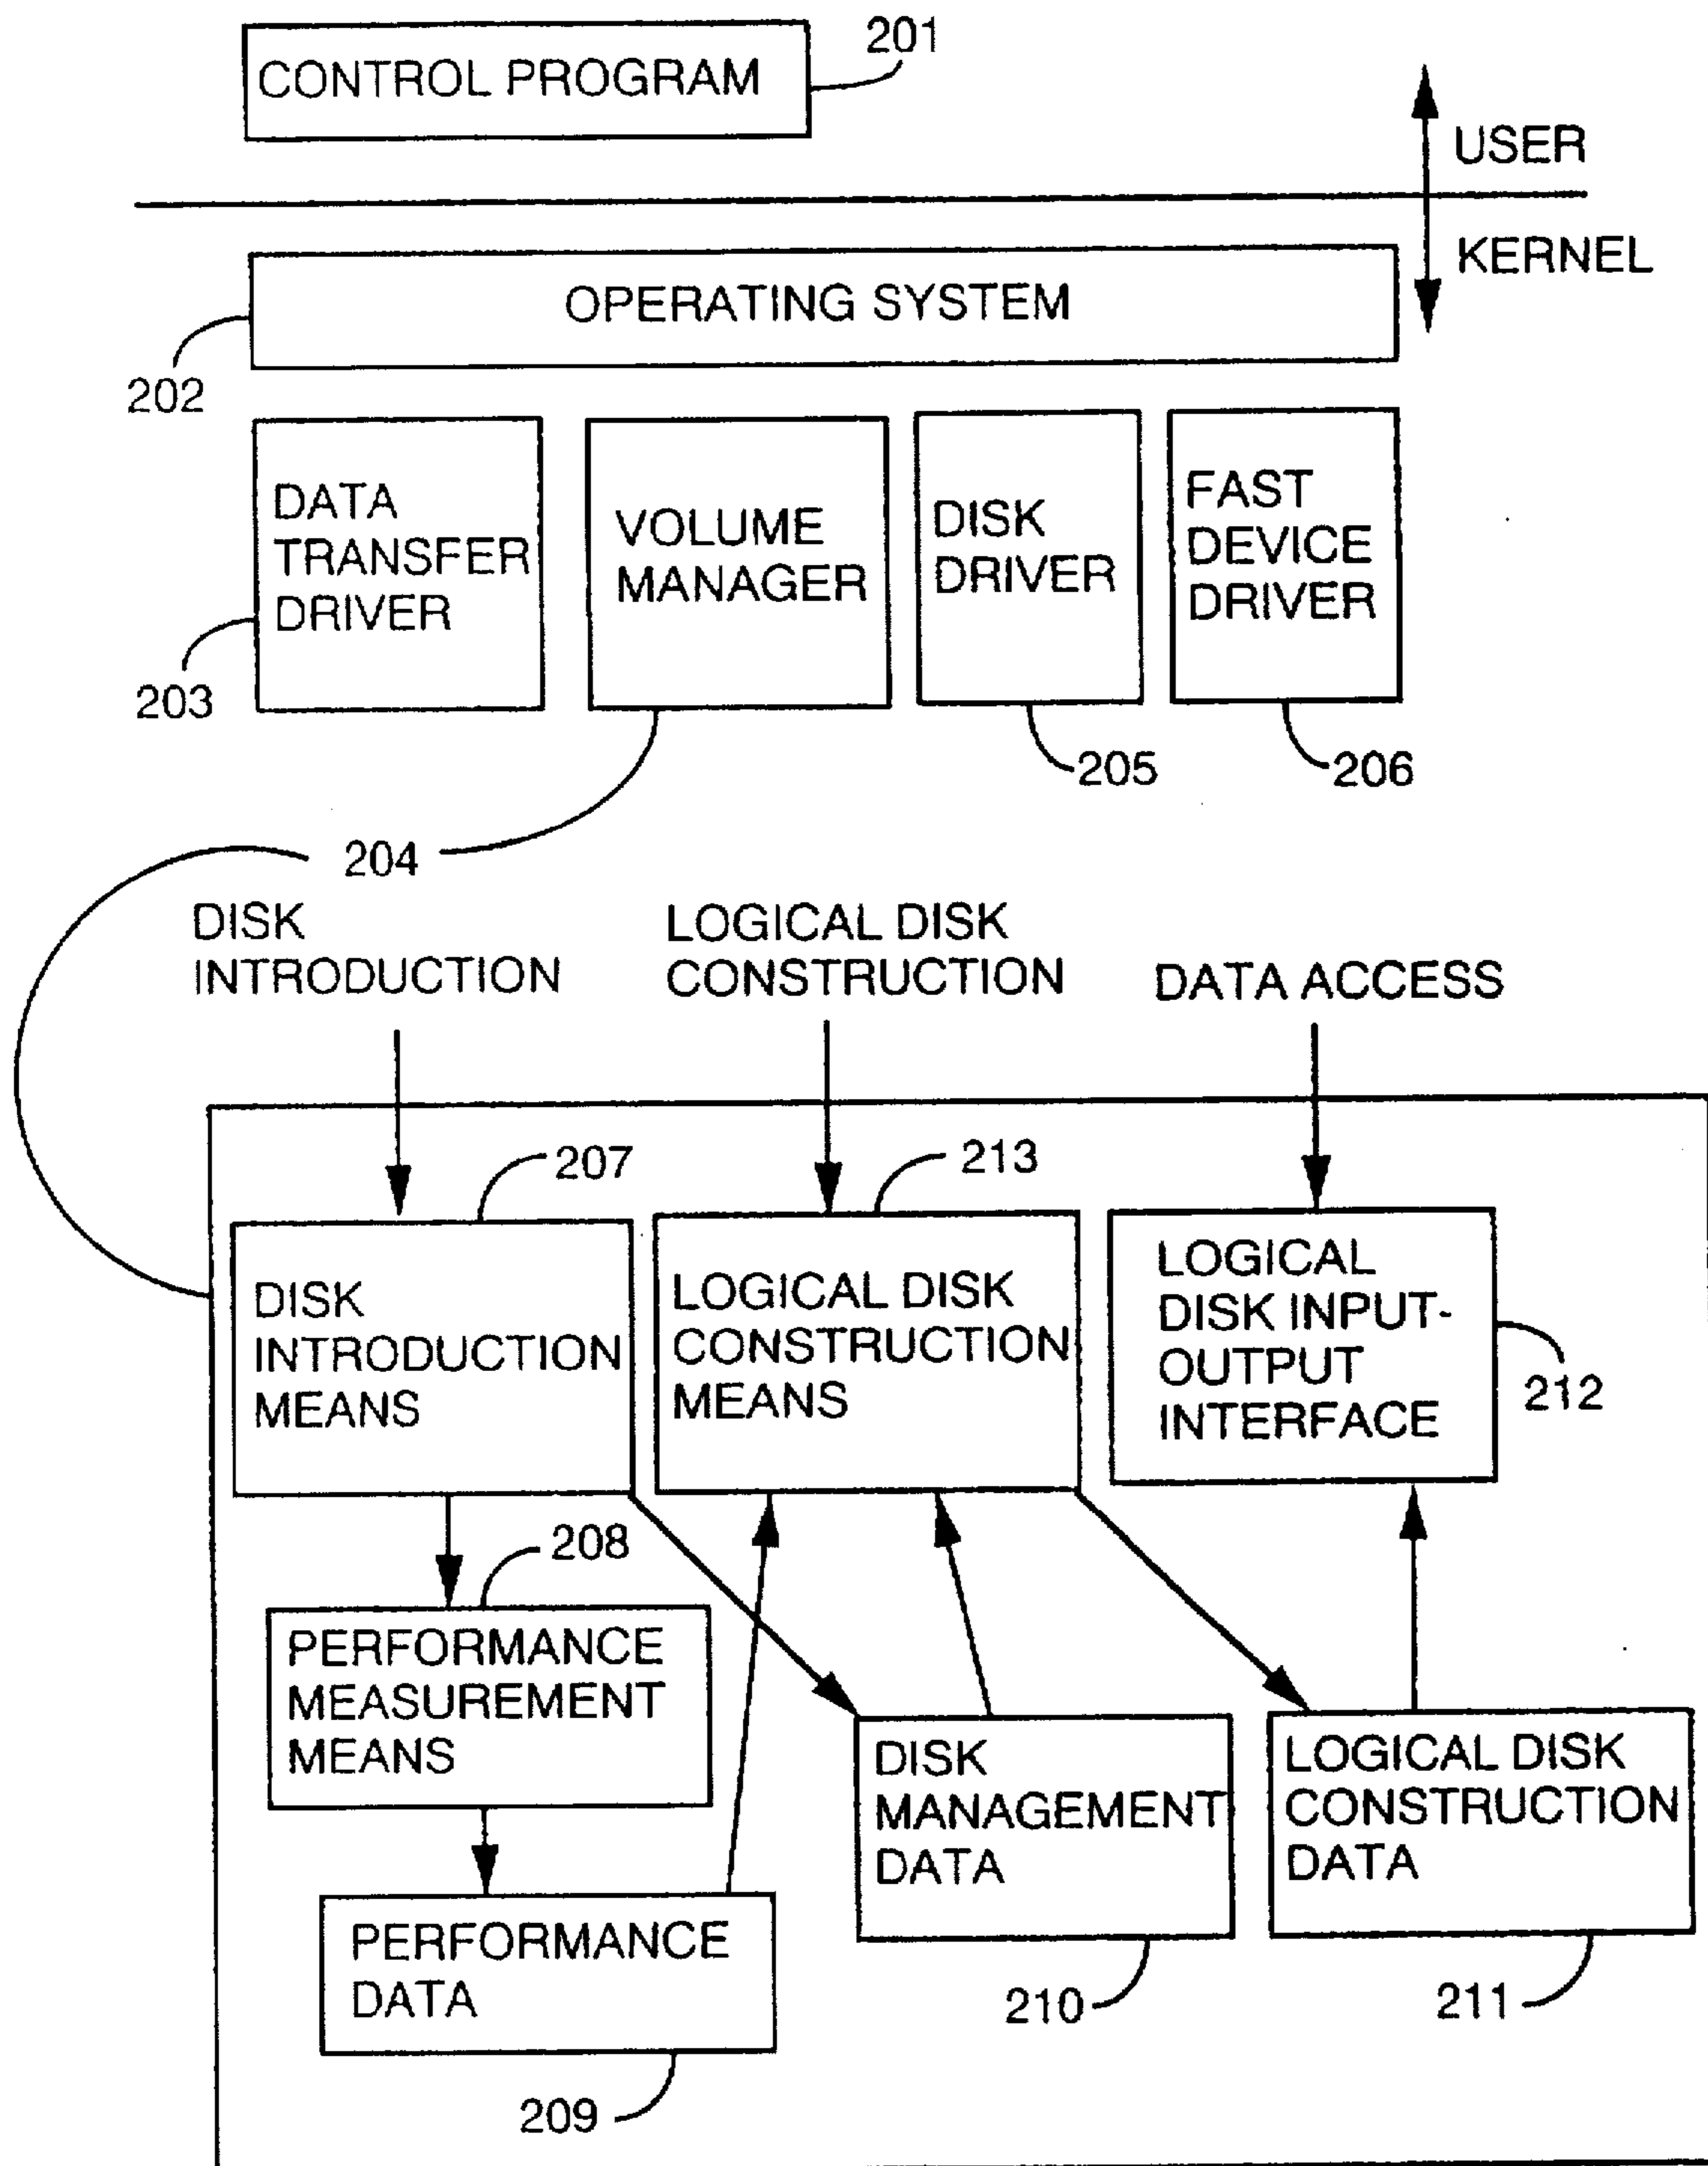 CONTROL PROGRAM
201
USER
KERNEL
OPERATING SYSTEM
202
DATA
TRANSFER
DRIVER
203
VOLUME
MANAGER
DISK
DRIVER
FAST
DEVICE
DRIVER
205
206
204
DISK
INTRODUCTION
LOGICAL DISK
CONSTRUCTION
DATA ACCESS
207
213
DISK
INTRODUCTION
MEANS
LOGICAL DISK
CONSTRUCTION
MEANS
LOGICAL
DISK INPUT-
OUTPUT
INTERFACE
212
208
PERFORMANCE
MEASUREMENT
MEANS
DISK
MANAGEMENT
DATA
LOGICAL DISK
CONSTRUCTION
DATA
PERFORMANCE
DATA
210
211
209